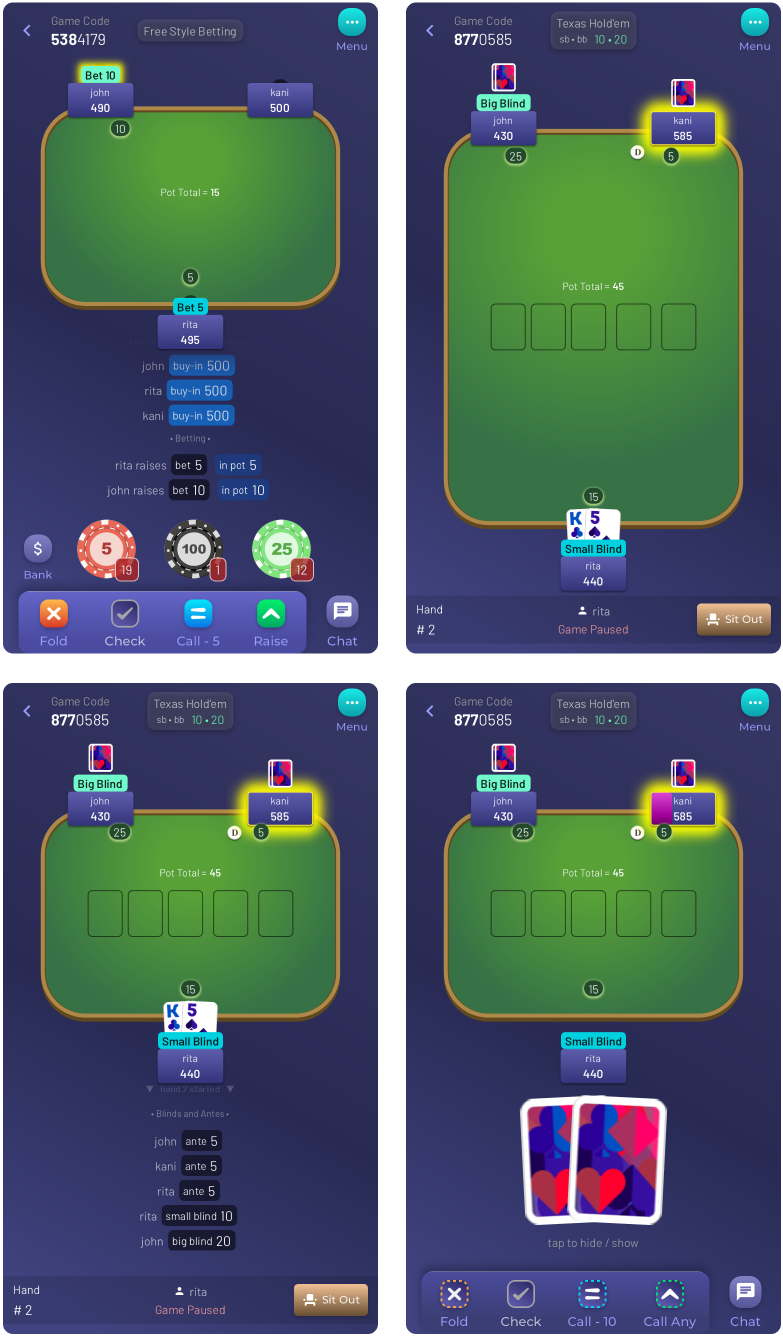 Game Code
5384179
Free Style Betting
Menu
Bet 10
john
490
kani
500
10
Pot Total = 15
5
Bet 5
rita
495
john buy-in 500
rita buy-in 500
kani buy-in 500
• Betting •
rita raises bet 5 in pot 5
john raises bet 10 in pot 10
$
Bank
5
19
100
1
25
12
Fold
Check
Call - 5
Raise
Chat
Game Code
8770585
Texas Hold'em
sb • bb 10 • 20
Menu
Big Blind
john
430
kani
585
25
D
5
Pot Total = 45
15
K 5
Small Blind
rita
440
Hand
# 2
rita
Game Paused
Sit Out
Game Code
8770585
Texas Hold'em
sb • bb 10 • 20
Menu
Big Blind
john
430
kani
585
25
D
5
Pot Total = 45
15
K 5
Small Blind
rita
440
▼ hand 2 started ▼
• Blinds and Antes •
john ante 5
kani ante 5
rita ante 5
rita small blind 10
john big blind 20
Hand
# 2
rita
Game Paused
Sit Out
Game Code
8770585
Texas Hold'em
sb • bb 10 • 20
Menu
Big Blind
john
430
kani
585
25
D
5
Pot Total = 45
15
Small Blind
rita
440
tap to hide / show
Fold
Check
Call - 10
Call Any
Chat